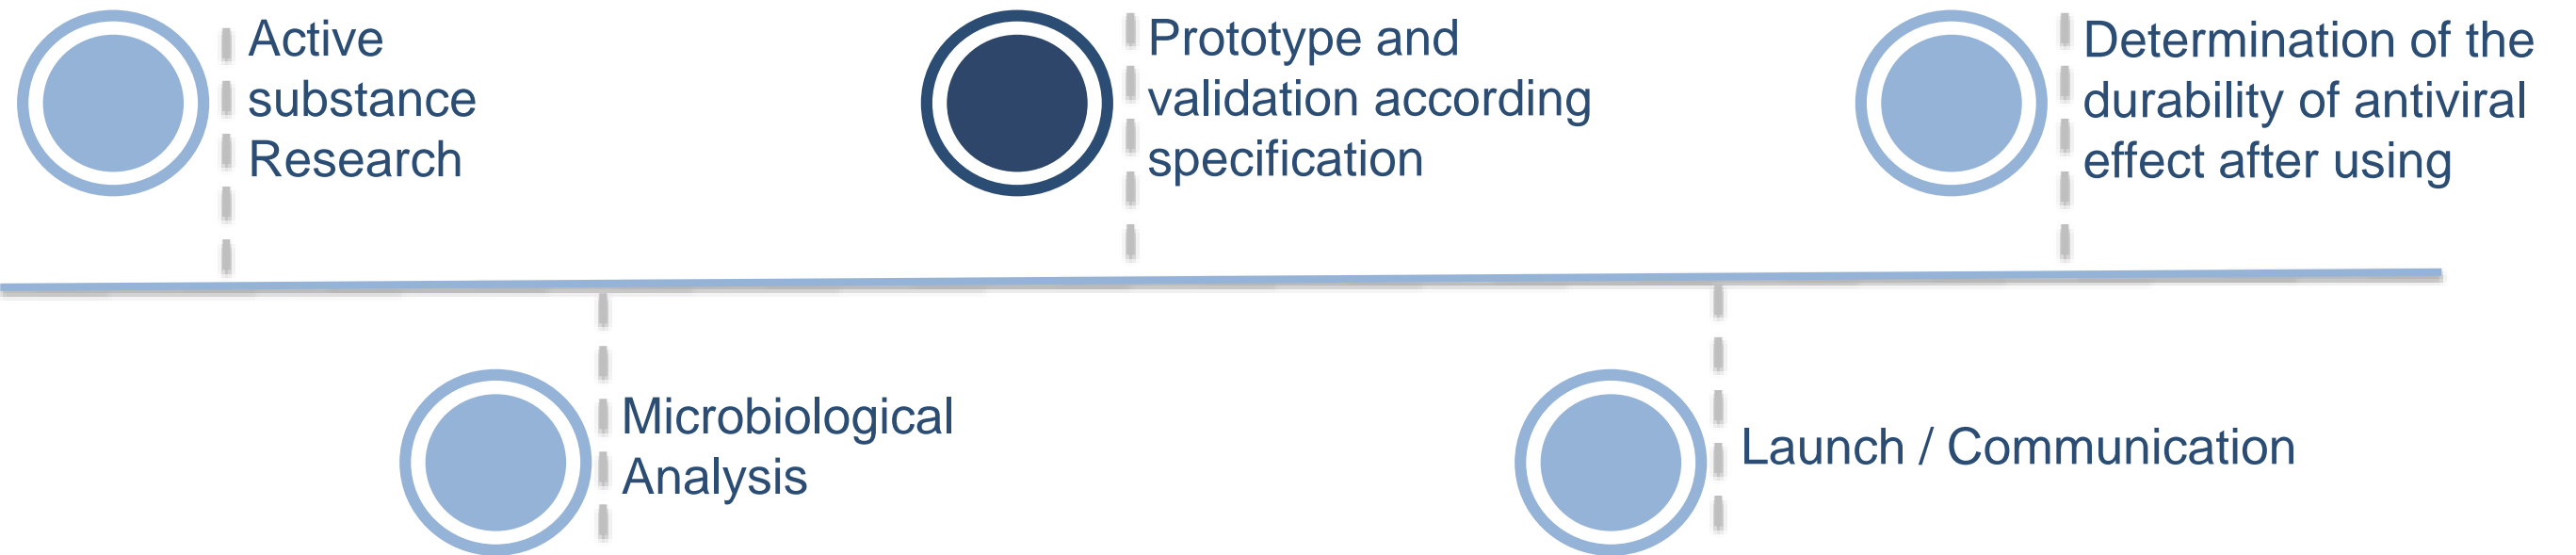 Active
substance
Research
Prototype and
validation according
specification
Determination of the
durability of antiviral
effect after using
Microbiological
Analysis
Launch / Communication